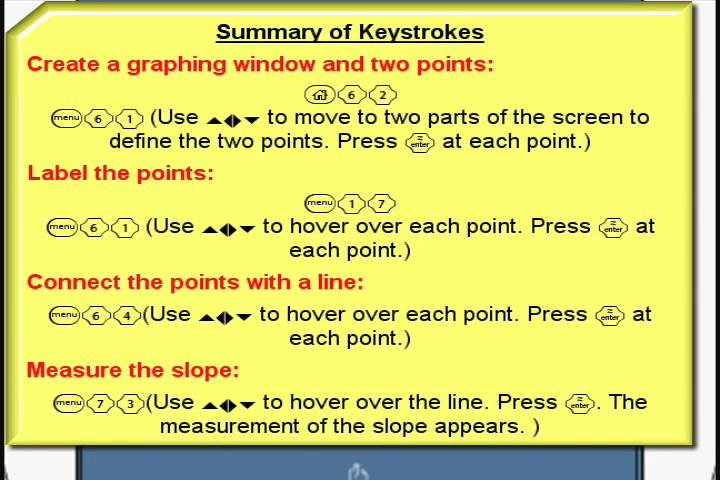 Summary of Keystrokes
Create a graphing window and two points:
6 2
menu 6 1 (Use to move to two parts of the screen to
define the two points. Press enter at each point.)
Label the points:
menu 1 7
menu 6 1 (Use to hover over each point. Press enter at
each point.)
Connect the points with a line:
menu 6 4 (Use to hover over each point. Press enter at
each point.)
Measure the slope:
menu 7 3 (Use to hover over the line. Press enter. The
measurement of the slope appears. )